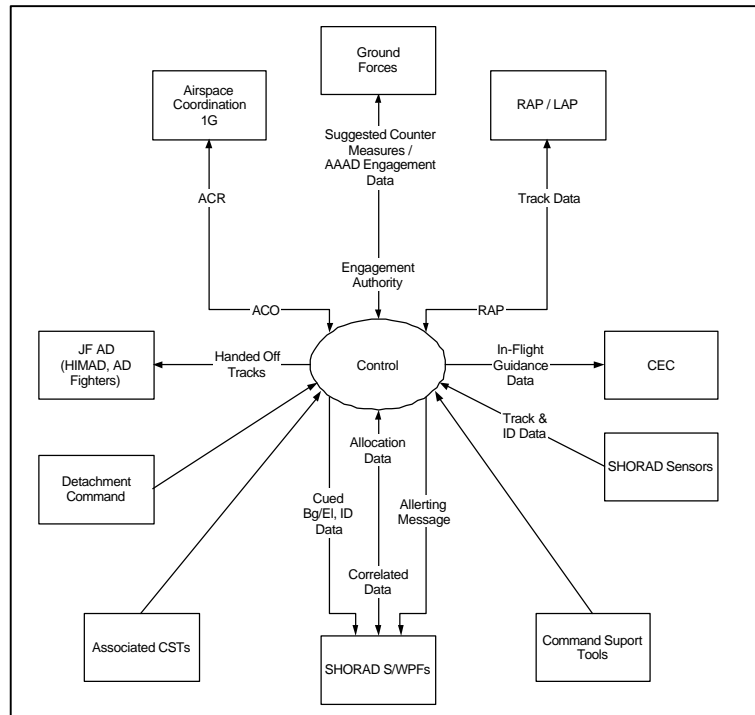 Ground
Forces
Airspace
Coordination
1G
RAP / LAP
Suggested Counter
Measures /
AAAD Engagement
Data
ACR
Track Data
Engagement
Authority
ACO
RAP
JF AD
(HIMAD, AD
Fighters)
Handed Off
Tracks
Control
In-Flight
Guidance
Data
CEC
Track &
ID Data
SHORAD Sensors
Detachment
Command
Allocation
Data
Cued
Bg/El, ID
Data
Allerting
Message
Correlated
Data
Associated CSTs
SHORAD S/WPFs
Command Suport
Tools